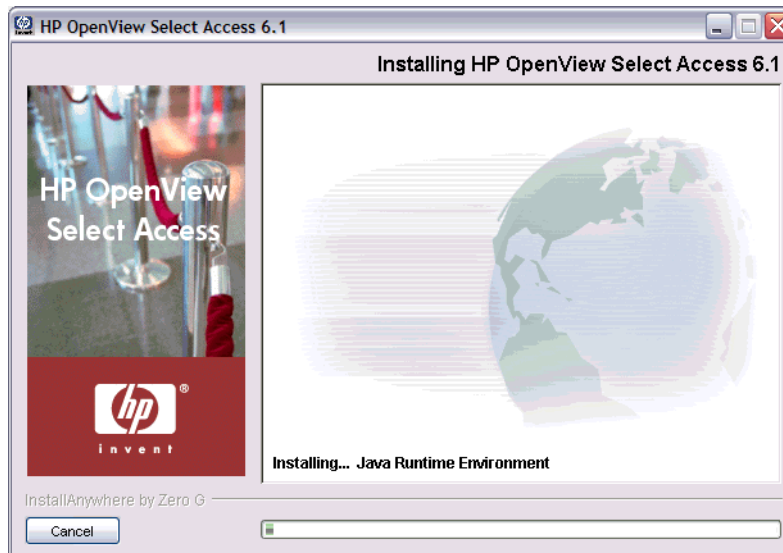 HP OpenView Select Access 6.1
Installing HP OpenView Select Access 6.1
HP OpenView
Select Access
hp
®
invent
Installing... Java Runtime Environment
InstallAnywhere by Zero G
Cancel